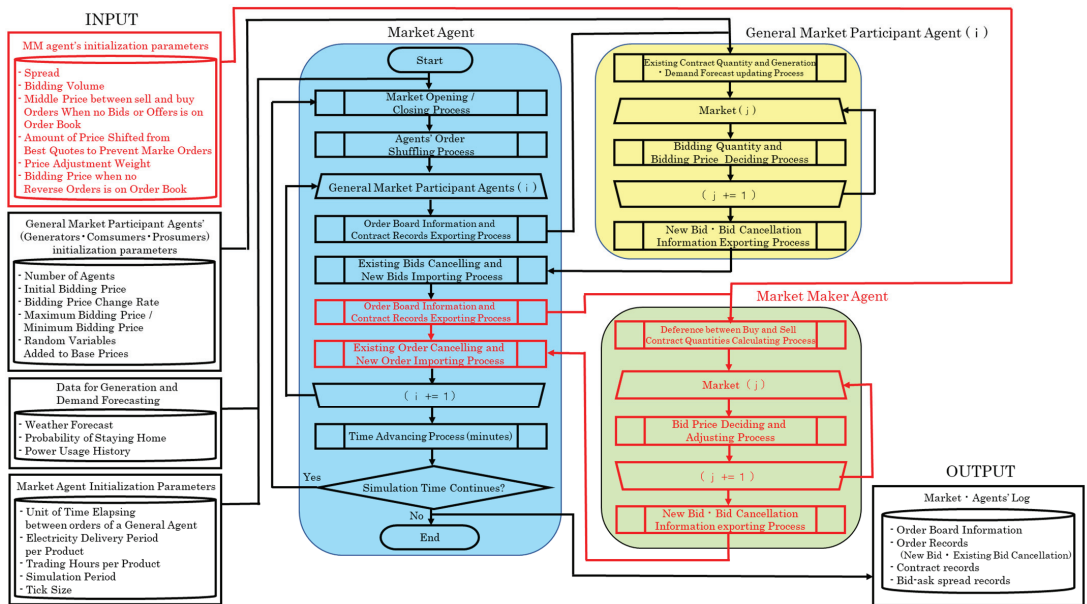 INPUT
MM agent's initialization parameters
- Spread
- Bidding Volume
- Middle Price between sell and buy
Orders When no Bids or Offers is on
Order Book
- Amount of Price Shifted from
Best Quotes to Prevent Marke Orders
- Price Adjustment Weight
- Bidding Price when no
Reverse Orders is on Order Book
General Market Participant Agents'
(Generators・Comsumers・Prosumers)
initialization parameters
- Number of Agents
- Initial Bidding Price
- Bidding Price Change Rate
- Maximum Bidding Price /
Minimum Bidding Price
- Random Variables
Added to Base Prices
Data for Generation and
Demand Forecasting
- Weather Forecast
- Probability of Staying Home
- Power Usage History
Market Agent Initialization Parameters
- Unit of Time Elapsing
between orders of a General Agent
- Electricity Delivery Period
per Product
- Trading Hours per Product
- Simulation Period
- Tick Size
Market Agent
Start
Market Opening /
Closing Process
Agents' Order
Shuffling Process
General Market Participant Agents (i)
Order Board Information and
Contract Records Exporting Process
Existing Bids Cancelling and
New Bids Importing Process
Order Board Information and
Contract Records Exporting Process
Existing Order Cancelling and
New Order Importing Process
(i += 1)
Time Advancing Process (minutes)
Yes
Simulation Time Continues?
No
End
General Market Participant Agent (i)
Existing Contract Quantity and Generation
・Demand Forecast updating Process
Market (j)
Bidding Quantity and
Bidding Price Deciding Process
(j += 1)
New Bid・Bid Cancellation
Information Exporting Process
Market Maker Agent
Deference between Buy and Sell
Contract Quantities Calculating Process
Market (j)
Bid Price Deciding and
Adjusting Process
(j += 1)
New Bid・Bid Cancellation
Information exporting Process
OUTPUT
Market・Agents' Log
- Order Board Information
- Order Records
(New Bid・Existing Bid Cancellation)
- Contract records
- Bid-ask spread records